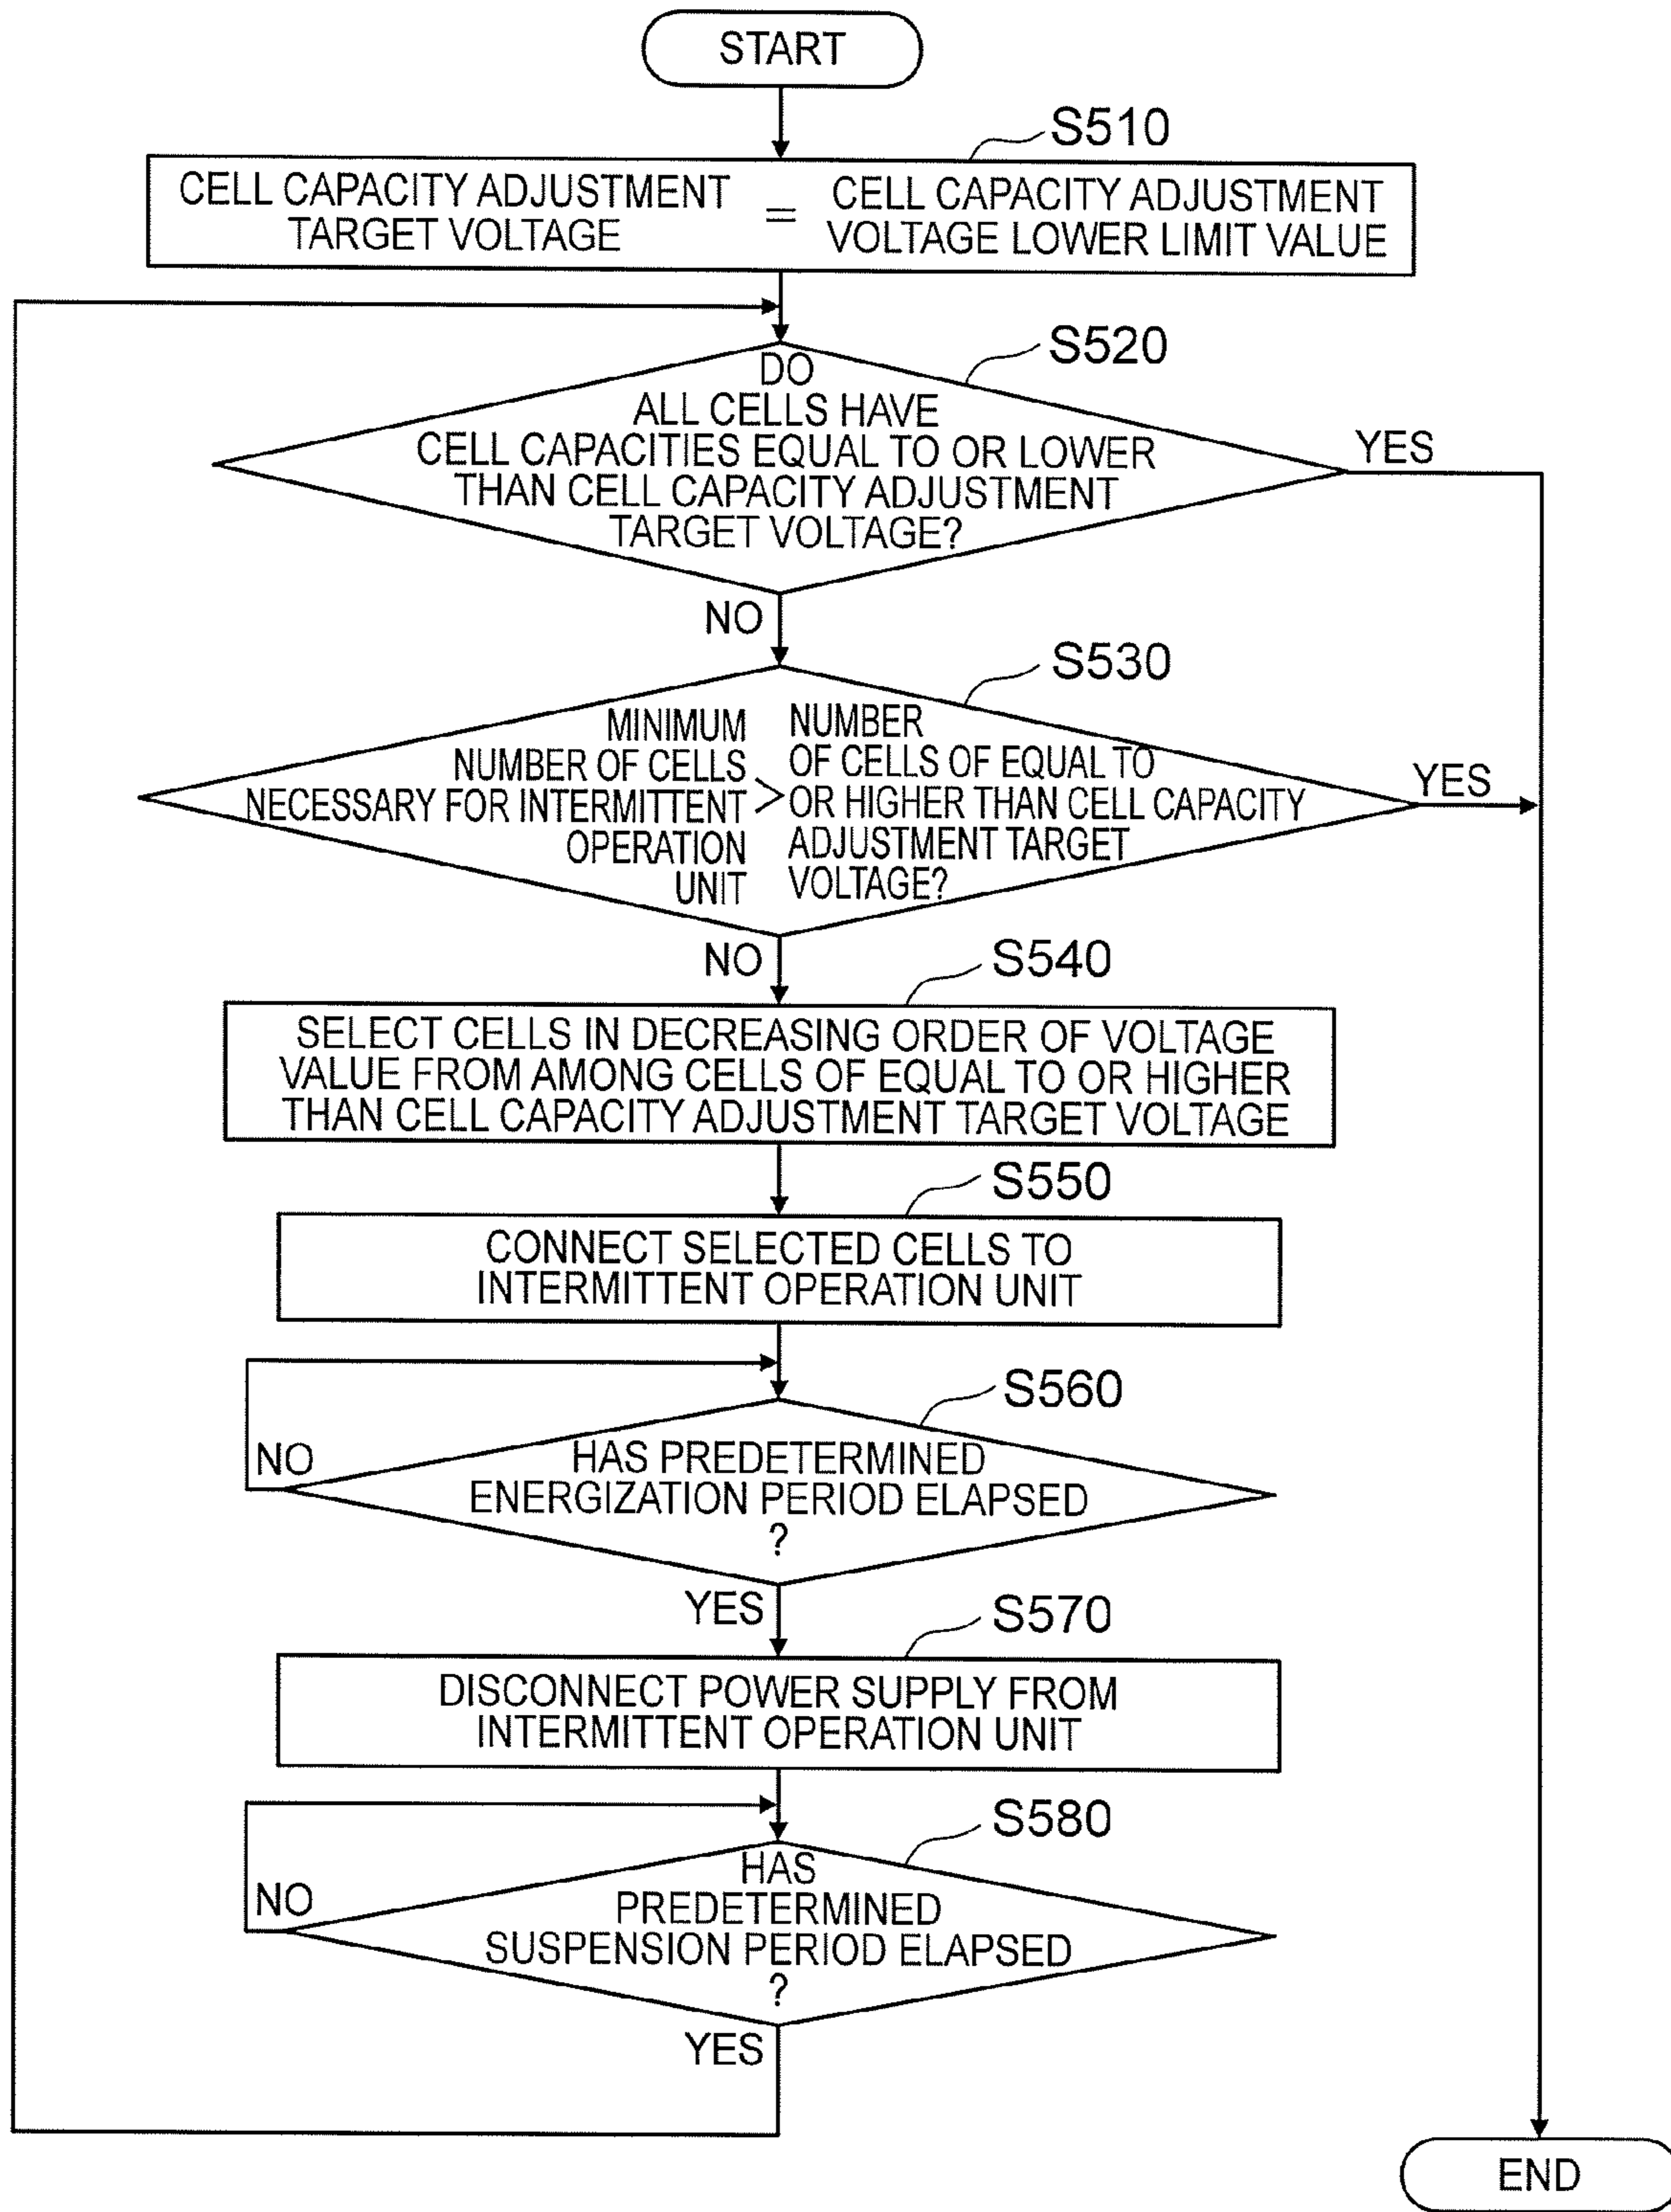 START
S510
CELL CAPACITY ADJUSTMENT
TARGET VOLTAGE
=
CELL CAPACITY ADJUSTMENT
VOLTAGE LOWER LIMIT VALUE
S520
DO
ALL CELLS HAVE
CELL CAPACITIES EQUAL TO OR LOWER
THAN CELL CAPACITY ADJUSTMENT
TARGET VOLTAGE?
YES
NO
S530
MINIMUM
NUMBER OF CELLS
NECESSARY FOR INTERMITTENT
OPERATION
UNIT
>
NUMBER
OF CELLS OF EQUAL TO
OR HIGHER THAN CELL CAPACITY
ADJUSTMENT TARGET
VOLTAGE?
YES
NO
S540
SELECT CELLS IN DECREASING ORDER OF VOLTAGE
VALUE FROM AMONG CELLS OF EQUAL TO OR HIGHER
THAN CELL CAPACITY ADJUSTMENT TARGET VOLTAGE
S550
CONNECT SELECTED CELLS TO
INTERMITTENT OPERATION UNIT
S560
NO
HAS PREDETERMINED
ENERGIZATION PERIOD ELAPSED
?
YES
S570
DISCONNECT POWER SUPPLY FROM
INTERMITTENT OPERATION UNIT
S580
NO
HAS
PREDETERMINED
SUSPENSION PERIOD ELAPSED
?
YES
END